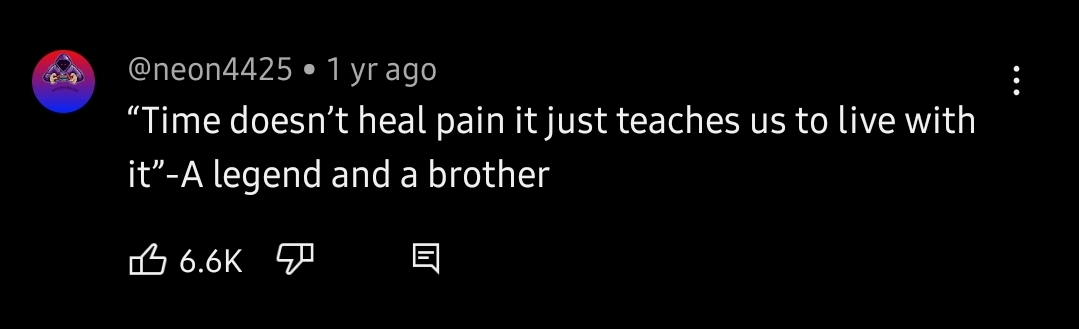 @neon4425 • 1 yr ago
“Time doesn’t heal pain it just teaches us to live with
it”-A legend and a brother
6.6K